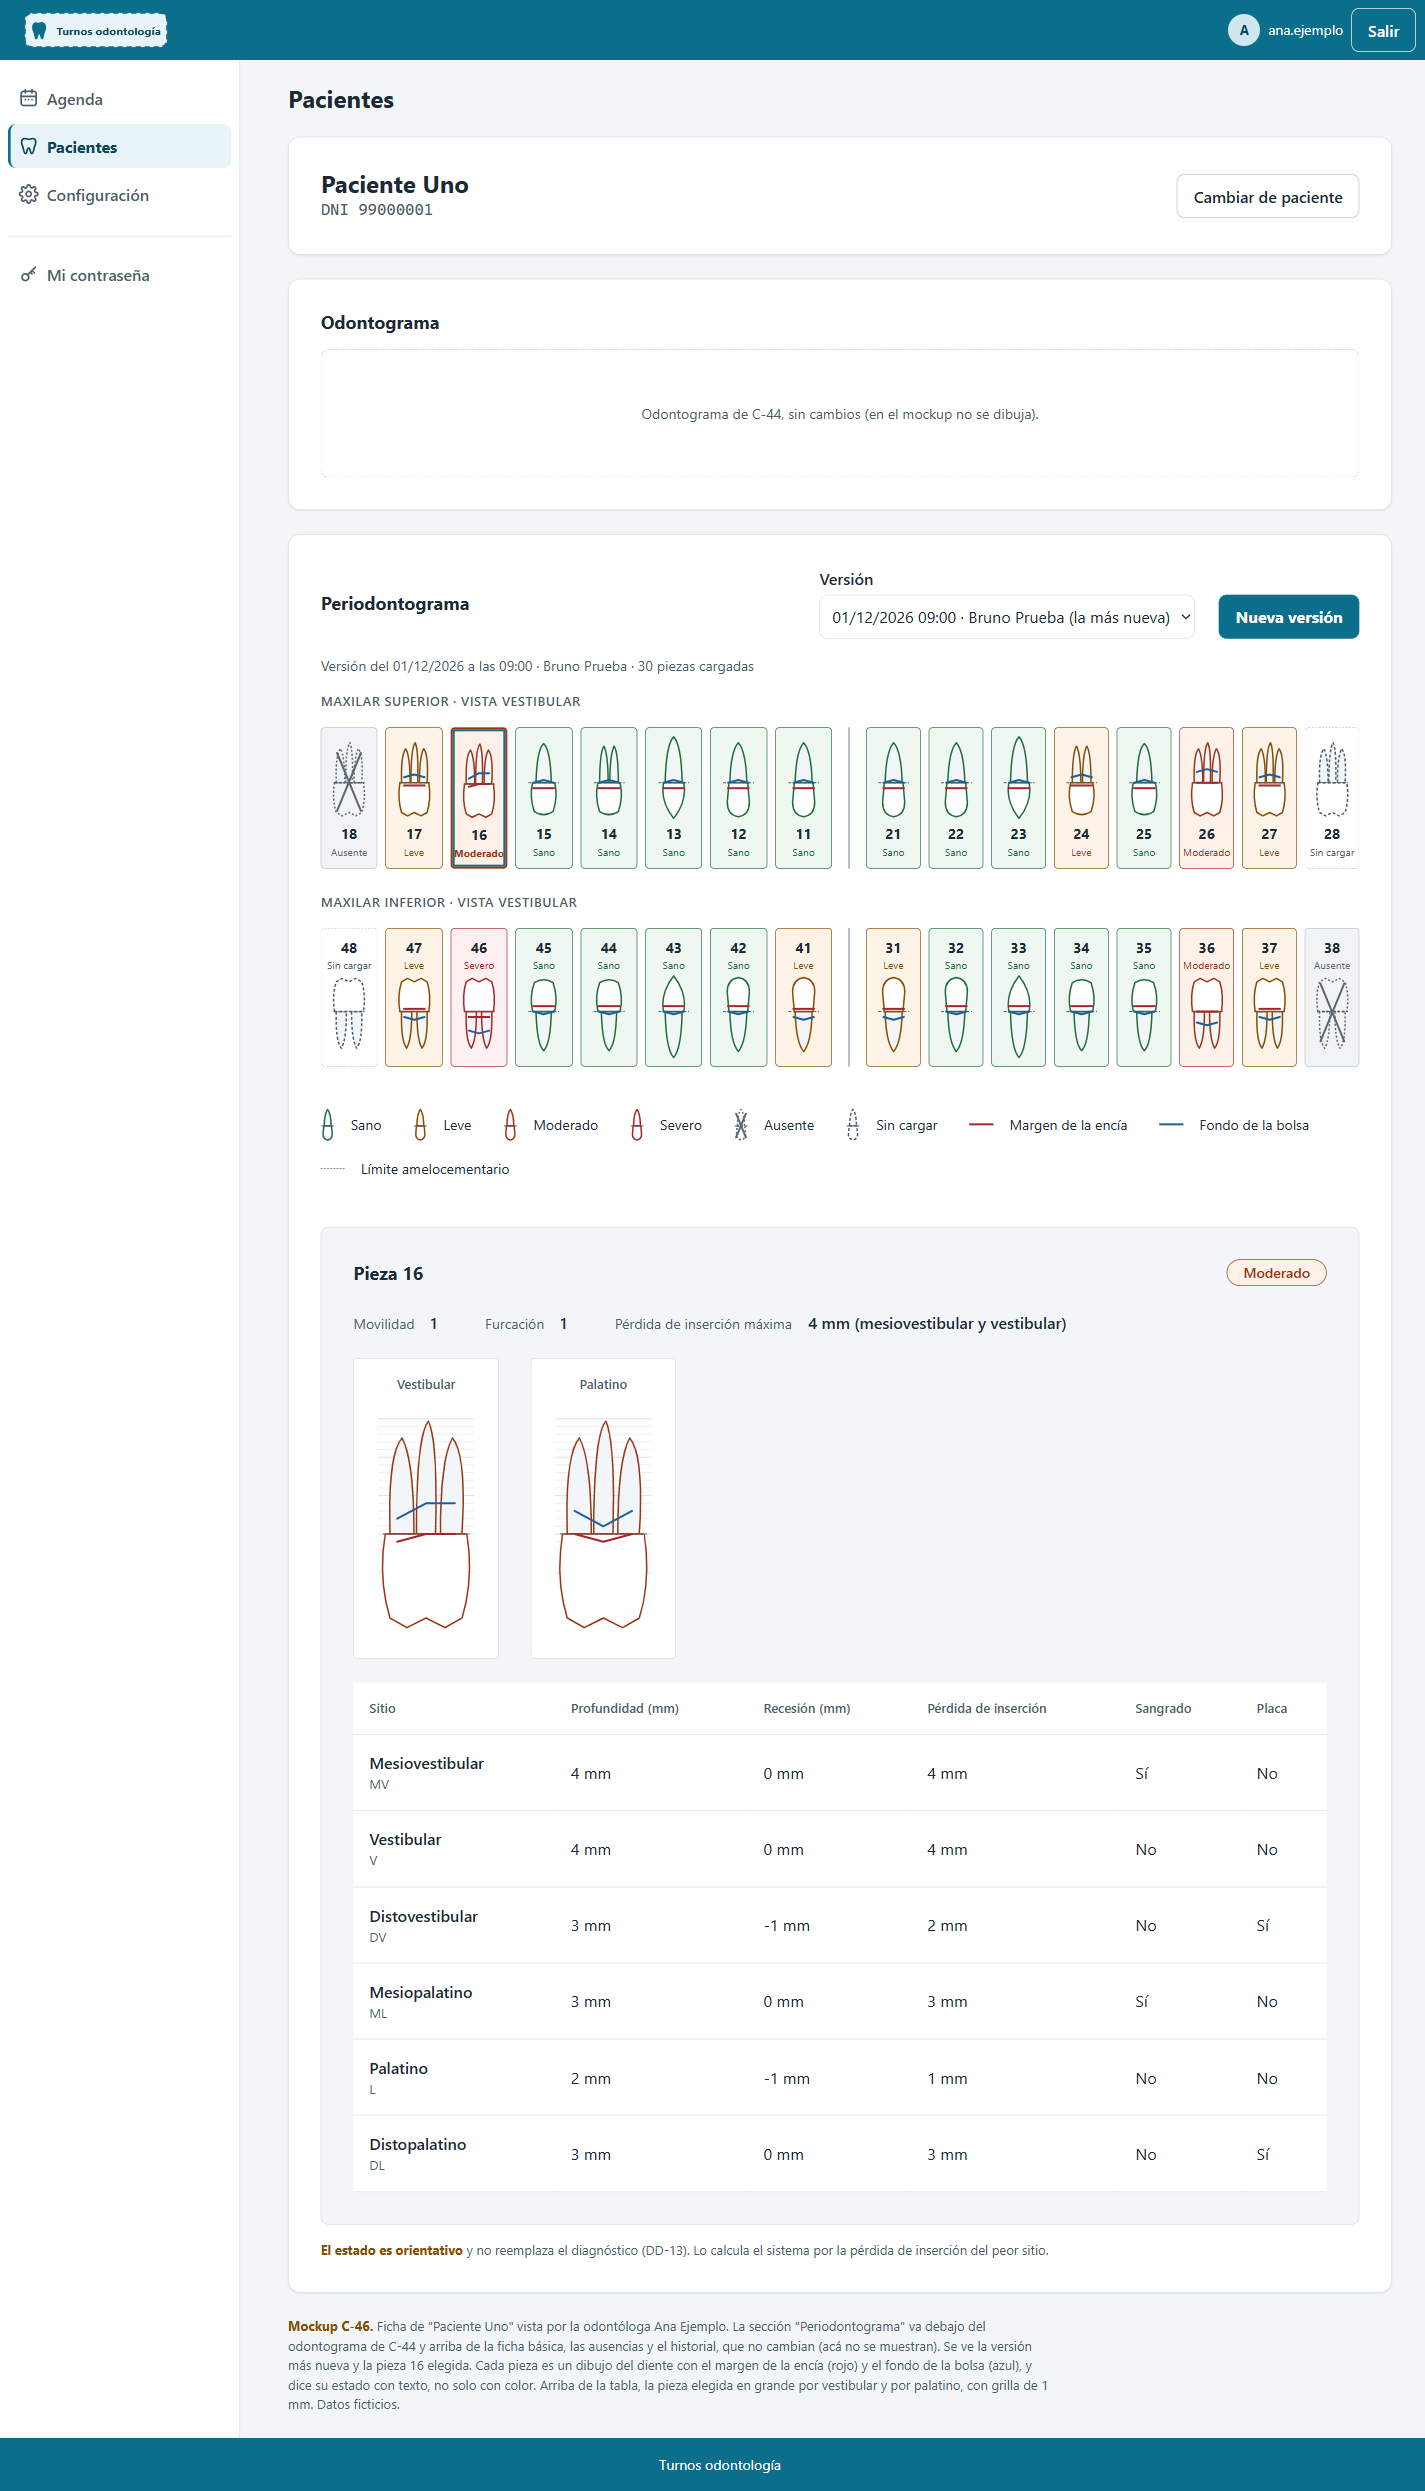 Turnos odontología
A
ana.ejemplo
Salir
Agenda
Pacientes
Configuración
Mi contraseña
Pacientes
Paciente Uno
DNI 99000001
Cambiar de paciente
Odontograma
Odontograma de C-44, sin cambios (en el mockup no se dibuja).
Periodontograma
Versión
01/12/2026 09:00 · Bruno Prueba (la más nueva)
Nueva versión
Versión del 01/12/2026 a las 09:00 · Bruno Prueba · 30 piezas cargadas
MAXILAR SUPERIOR · VISTA VESTIBULAR
18 17 16 15 14 13 12 11 21 22 23 24 25 26 27 28
Ausente Leve Moderado Sano Sano Sano Sano Sano Sano Sano Sano Leve Sano Moderado Leve Sin cargar
MAXILAR INFERIOR · VISTA VESTIBULAR
48 47 46 45 44 43 42 41 31 32 33 34 35 36 37 38
Sin cargar Leve Severo Sano Sano Sano Sano Leve Leve Sano Sano Sano Sano Moderado Leve Ausente
Sano Leve Moderado Severo Ausente Sin cargar Margen de la encía Fondo de la bolsa
Límite amelocementario
Pieza 16
Moderado
Movilidad 1 Furcación 1 Pérdida de inserción máxima 4 mm (mesiovestibular y vestibular)
Vestibular Palatino
Sitio Profundidad (mm) Recesión (mm) Pérdida de inserción Sangrado Placa
Mesiovestibular
MV
4 mm 0 mm 4 mm Sí No
Vestibular
V
4 mm 0 mm 4 mm No No
Distovestibular
DV
3 mm -1 mm 2 mm No Sí
Mesiopalatino
ML
3 mm 0 mm 3 mm Sí No
Palatino
L
2 mm -1 mm 1 mm No No
Distopalatino
DL
3 mm 0 mm 3 mm No Sí
El estado es orientativo y no reemplaza el diagnóstico (DD-13). Lo calcula el sistema por la pérdida de inserción del peor sitio.
Mockup C-46. Ficha de "Paciente Uno" vista por la odontóloga Ana Ejemplo. La sección "Periodontograma" va debajo del
odontograma de C-44 y arriba de la ficha básica, las ausencias y el historial, que no cambian (acá no se muestran). Se ve la versión
más nueva y la pieza 16 elegida. Cada pieza es un dibujo del diente con el margen de la encía (rojo) y el fondo de la bolsa (azul), y
dice su estado con texto, no solo con color. Arriba de la tabla, la pieza elegida en grande por vestibular y por palatino, con grilla de 1
mm. Datos ficticios.
Turnos odontología